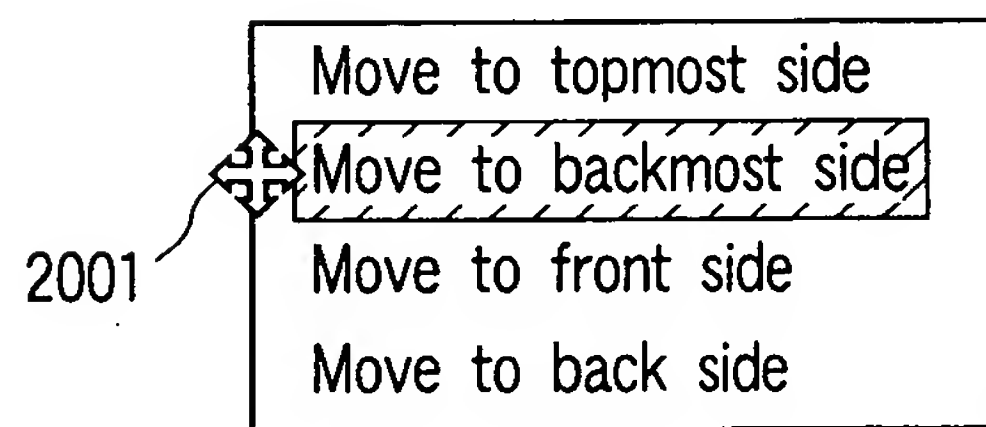 Move to topmost side
Move to backmost side
2001
Move to front side
Move to back side